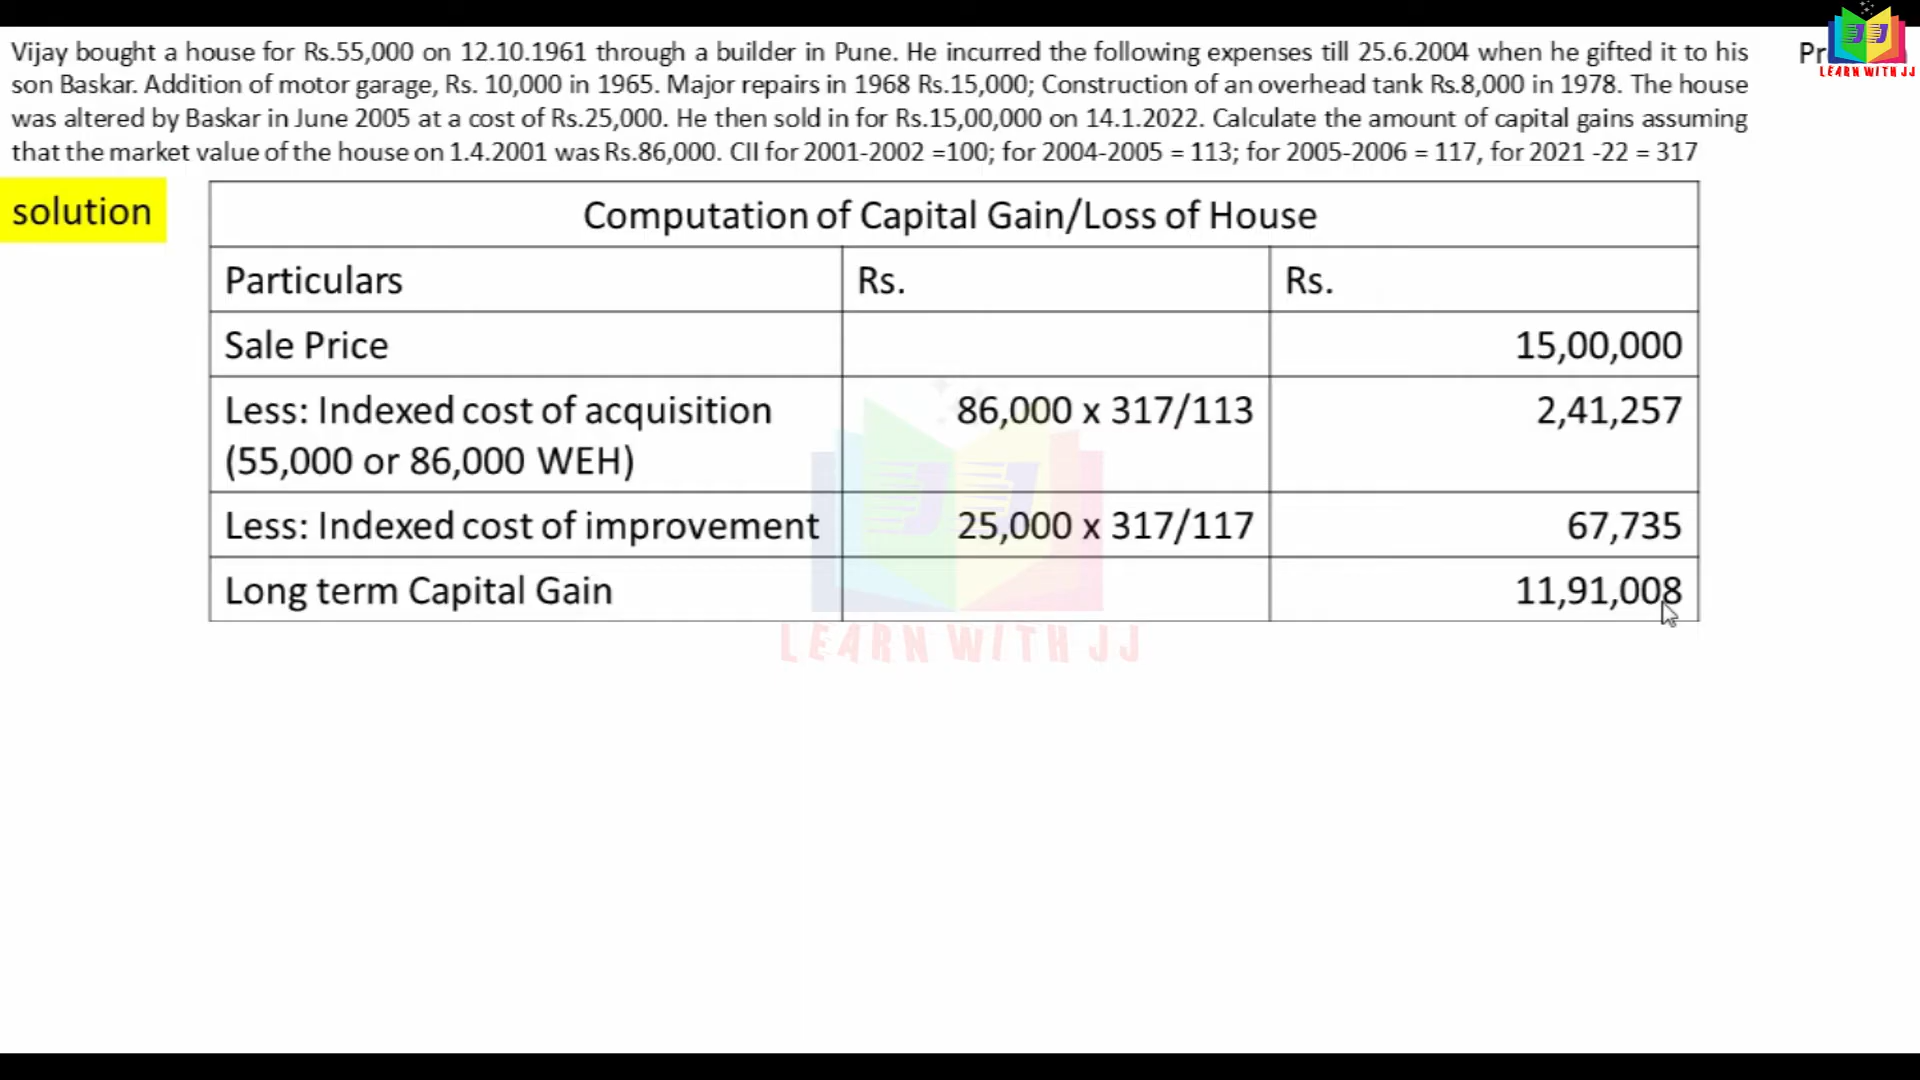 Vijay bought a house for Rs.55,000 on 12.10.1961 through a builder in Pune. He incurred the following expenses till 25.6.2004 when he gifted it to his
son Baskar. Addition of motor garage, Rs. 10,000 in 1965. Major repairs in 1968 Rs.15,000; Construction of an overhead tank Rs.8,000 in 1978. The house
was altered by Baskar in June 2005 at a cost of Rs.25,000. He then sold in for Rs.15,00,000 on 14.1.2022. Calculate the amount of capital gains assuming
that the market value of the house on 1.4.2001 was Rs.86,000. CII for 2001-2002 =100; for 2004-2005 = 113; for 2005-2006 = 117, for 2021 -22 = 317
JJ
LEARN WITH JJ
solution
Computation of Capital Gain/Loss of House
Particulars Rs. Rs.
Sale Price 15,00,000
Less: Indexed cost of acquisition 86,000 x 317/113 2,41,257
(55,000 or 86,000 WEH)
Less: Indexed cost of improvement 25,000 x 317/117 67,735
Long term Capital Gain 11,91,008
JJ
LEARN WITH JJ